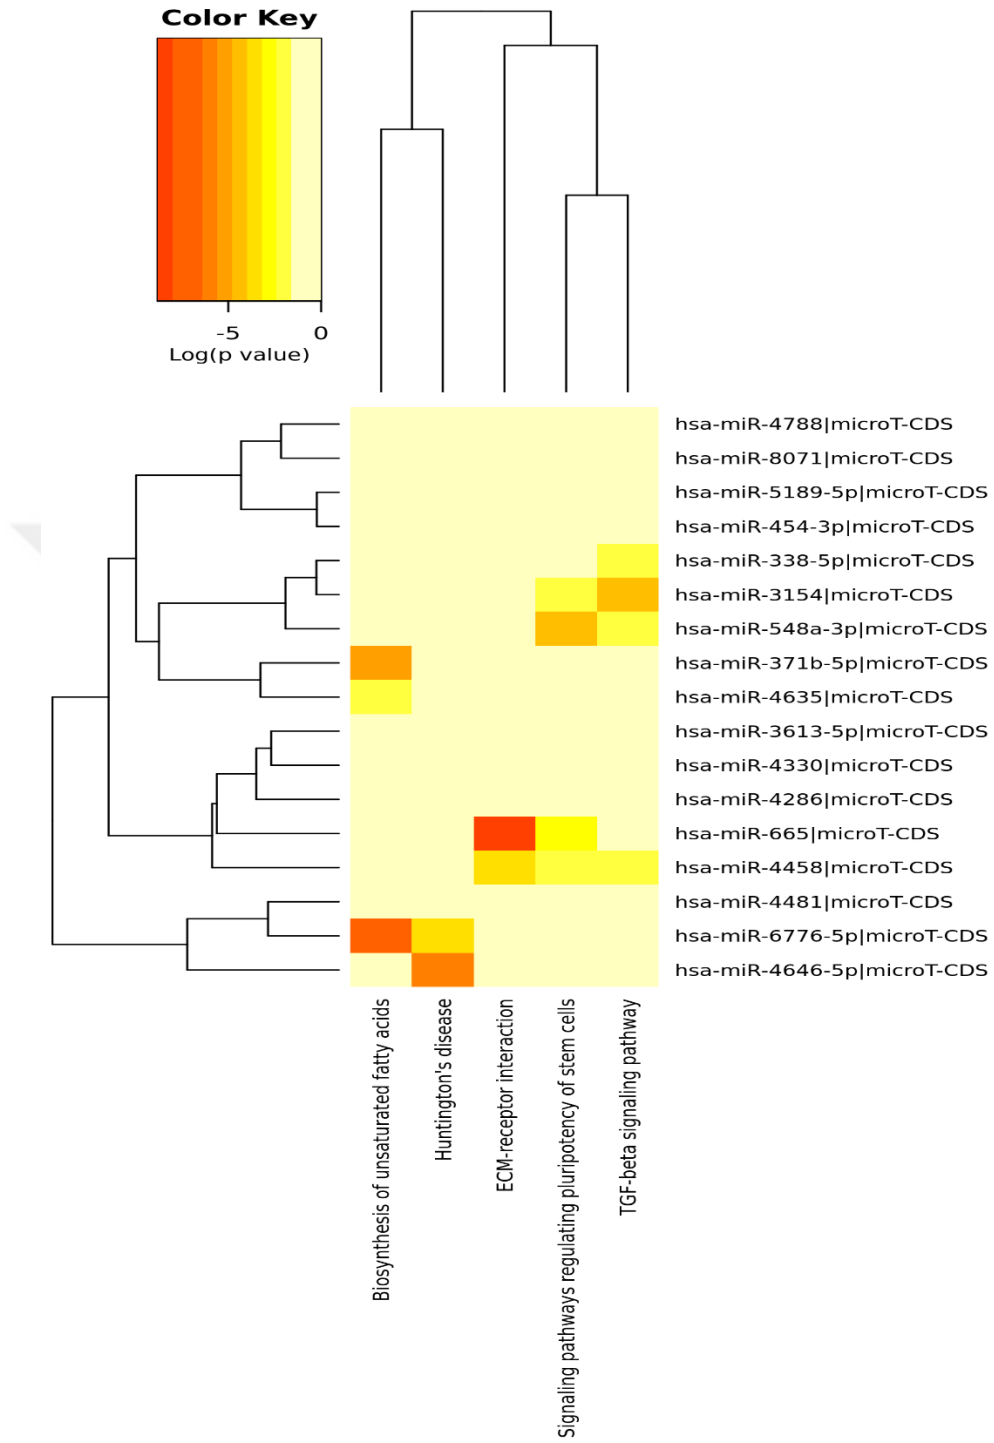 Color Key
-5 0
Log(p value)
hsa-miR-4788|microT-CDS
hsa-miR-8071|microT-CDS
hsa-miR-5189-5p|microT-CDS
hsa-miR-454-3p|microT-CDS
hsa-miR-338-5p|microT-CDS
hsa-miR-3154|microT-CDS
hsa-miR-548a-3p|microT-CDS
hsa-miR-371b-5p|microT-CDS
hsa-miR-4635|microT-CDS
hsa-miR-3613-5p|microT-CDS
hsa-miR-4330|microT-CDS
hsa-miR-4286|microT-CDS
hsa-miR-665|microT-CDS
hsa-miR-4458|microT-CDS
hsa-miR-4481|microT-CDS
hsa-miR-6776-5p|microT-CDS
hsa-miR-4646-5p|microT-CDS
Biosynthesis of unsaturated fatty acids
Huntington's disease
ECM-receptor interaction
Signaling pathways regulating pluripotency of stem cells
TGF-beta signaling pathway